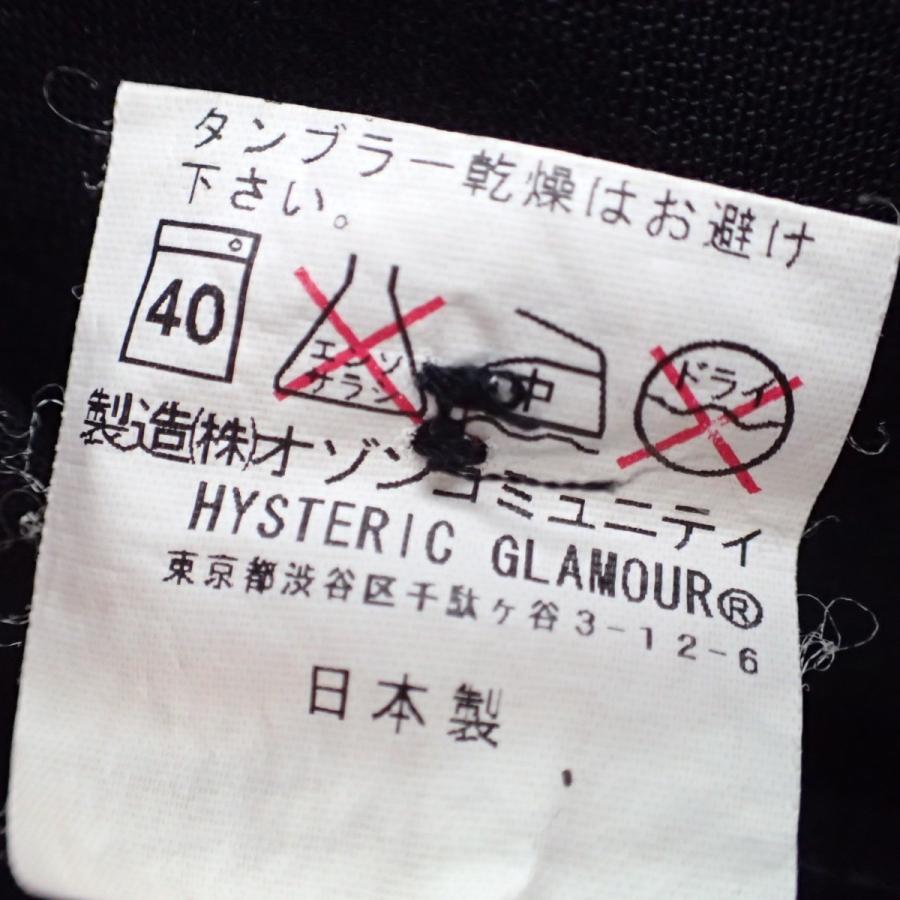 タンブラー乾燥はお避け
下さい。
40
エンソ
サラシ
中
ドライ
製造(株)オゾンコミュニティ
HYSTERIC GLAMOUR®
東京都渋谷区千駄ヶ谷3-12-6
日本製